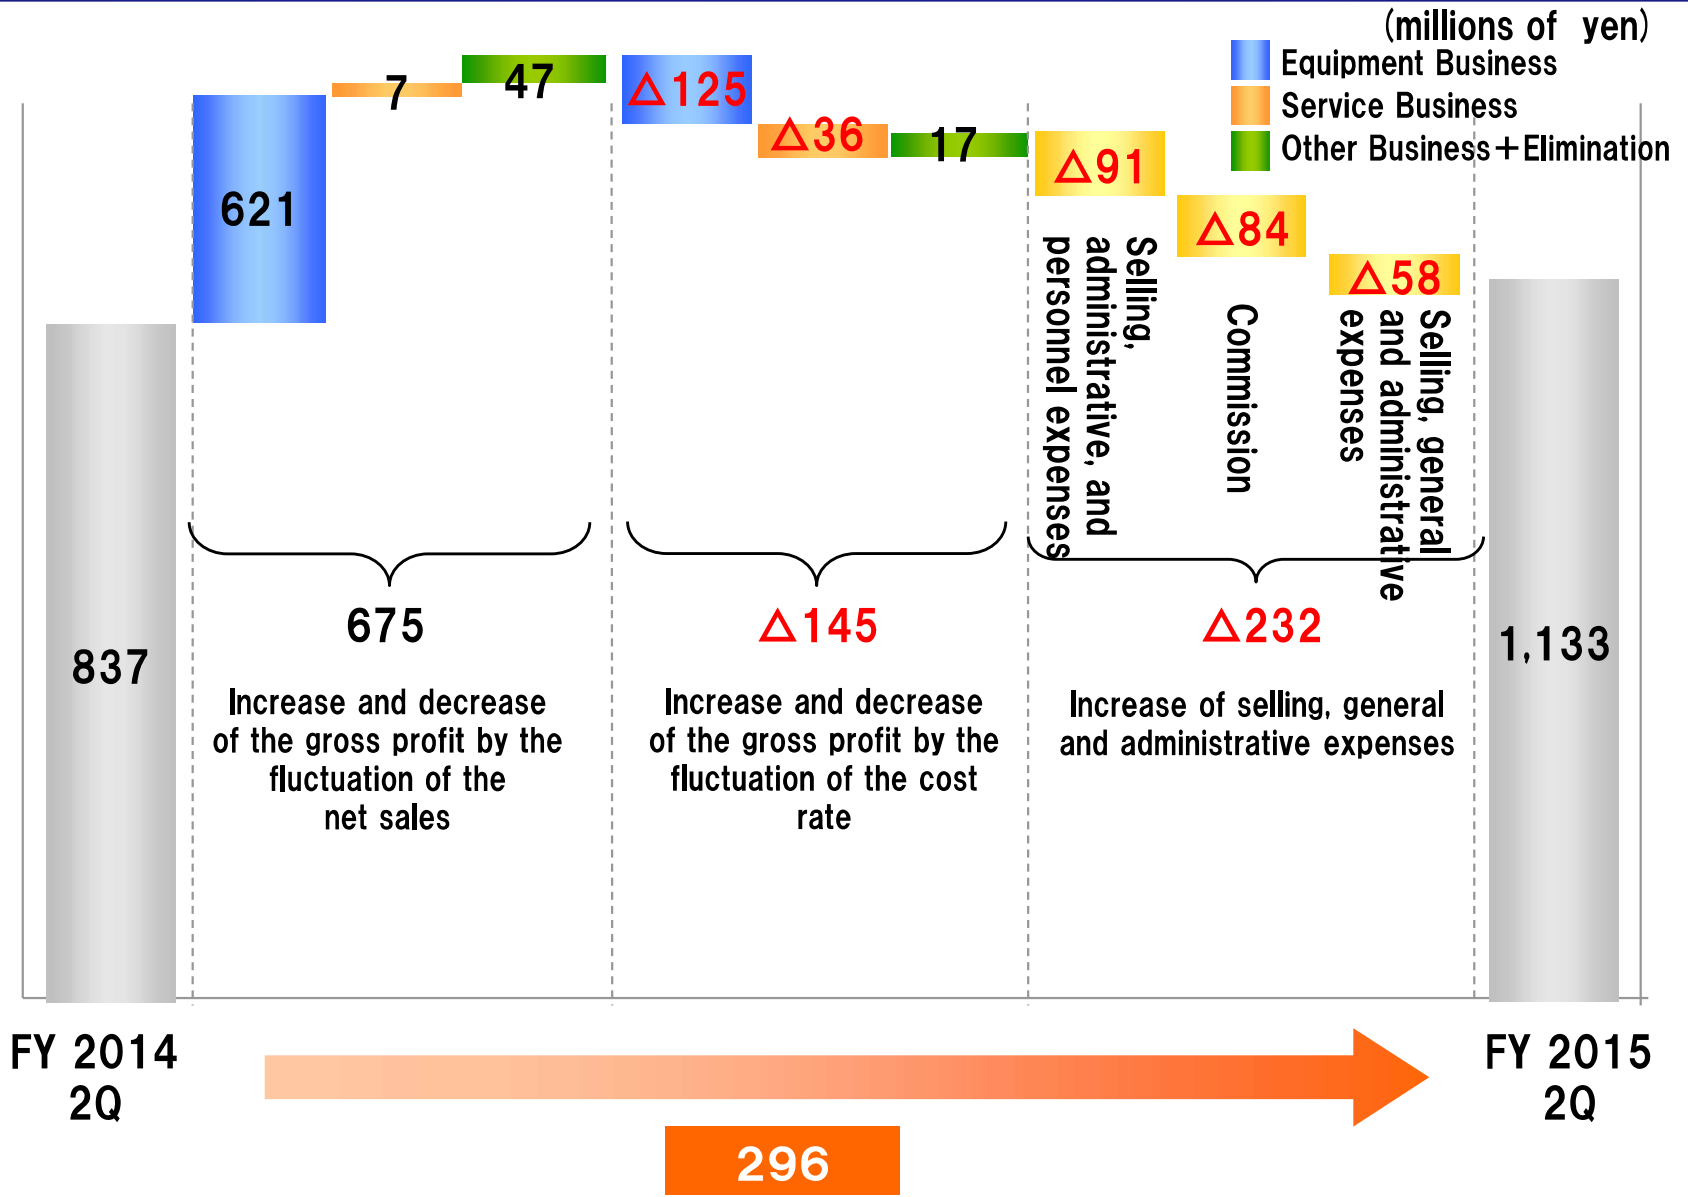 (millions of yen)
Equipment Business
Service Business
Other Business＋Elimination
621
7
47
△125
△36
17
△91
△84
△58
Selling,
administrative, and
personnel expenses
Commission
Selling, general
and administrative
expenses
837
675
△145
△232
1,133
Increase and decrease
of the gross profit by the
fluctuation of the
net sales
Increase and decrease
of the gross profit by the
fluctuation of the cost
rate
Increase of selling, general
and administrative expenses
FY 2014
2Q
FY 2015
2Q
296